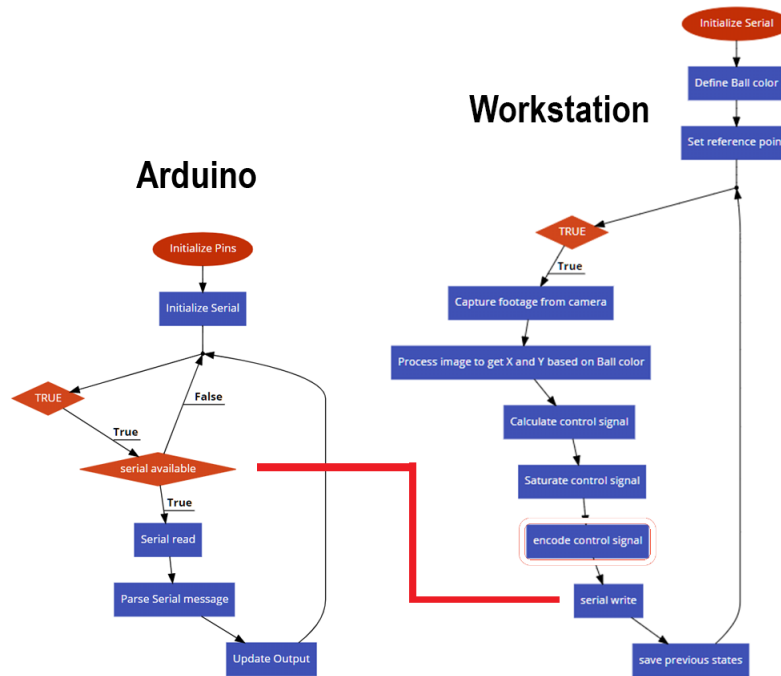 Arduino
Initialize Pins
Initialize Serial
TRUE
True
False
serial available
True
Serial read
Parse Serial message
Update Output
Workstation
Initialize Serial
Define Ball color
Set reference poin
TRUE
True
Capture footage from camera
Process image to get X and Y based on Ball color
Calculate control signal
Saturate control signal
encode control signal
serial write
save previous states